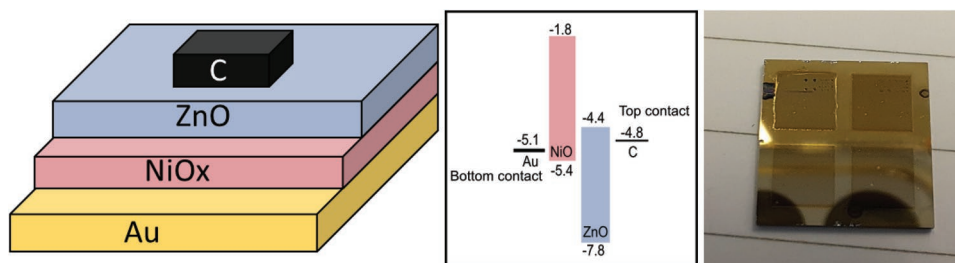 C
ZnO
NiOx
Au
-1.8
-4.4
Top contact
-4.8
C
-5.1
Au
NiO
Bottom contact
-5.4
ZnO
-7.8